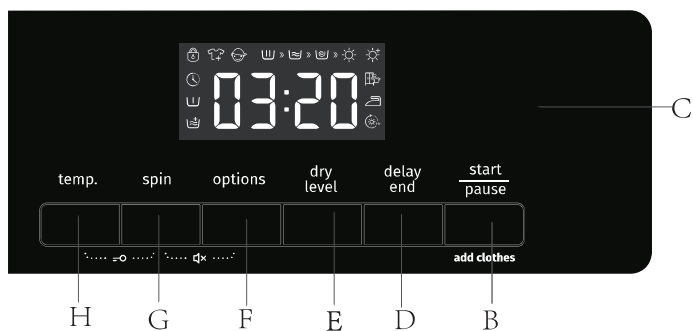 03:20
C
temp.
spin
options
dry
level
delay
end
start
pause
add clothes
H
G
F
E
D
B